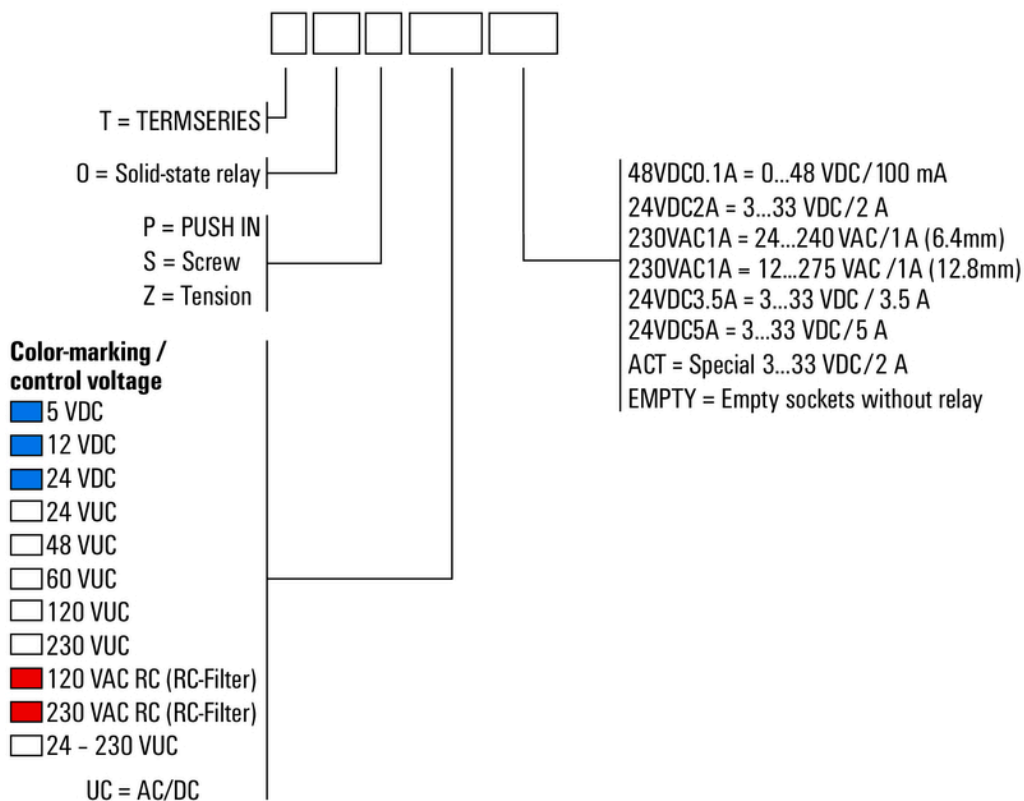 T = TERMSERIES
O = Solid-state relay
P = PUSH IN
S = Screw
Z = Tension
Color-marking /
control voltage
5 VDC
12 VDC
24 VDC
24 VUC
48 VUC
60 VUC
120 VUC
230 VUC
120 VAC RC (RC-Filter)
230 VAC RC (RC-Filter)
24 – 230 VUC
UC = AC/DC
48VDC0.1A = 0...48 VDC/100 mA
24VDC2A = 3...33 VDC/2 A
230VAC1A = 24...240 VAC/1A (6.4mm)
230VAC1A = 12...275 VAC /1A (12.8mm)
24VDC3.5A = 3...33 VDC / 3.5 A
24VDC5A = 3...33 VDC/5 A
ACT = Special 3...33 VDC/2 A
EMPTY = Empty sockets without relay